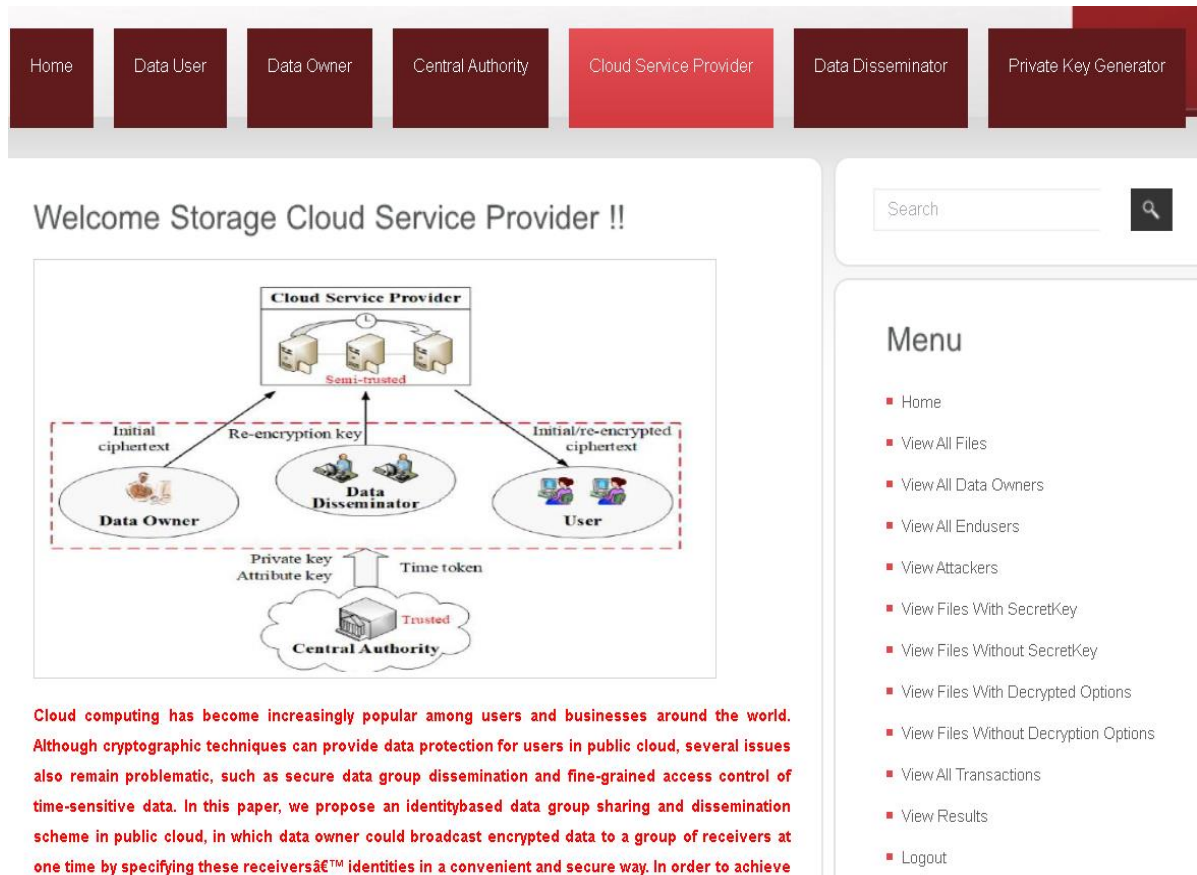 Home
Data User
Data Owner
Central Authority
Cloud Service Provider
Data Disseminator
Private Key Generator
Welcome Storage Cloud Service Provider !!
Cloud Service Provider
Semi-trusted
Initial
ciphertext
Re-encryption key
Initial/re-encrypted
ciphertext
Data Owner
Data
Disseminator
User
Private key
Attribute key
Time token
Trusted
Central Authority
Cloud computing has become increasingly popular among users and businesses around the world.
Although cryptographic techniques can provide data protection for users in public cloud, several issues
also remain problematic, such as secure data group dissemination and fine-grained access control of
time-sensitive data. In this paper, we propose an identitybased data group sharing and dissemination
scheme in public cloud, in which data owner could broadcast encrypted data to a group of receivers at
one time by specifying these receiversâ€™ identities in a convenient and secure way. In order to achieve
Search
Menu
Home
View All Files
View All Data Owners
View All Endusers
View Attackers
View Files With SecretKey
View Files Without SecretKey
View Files With Decrypted Options
View Files Without Decryption Options
View All Transactions
View Results
Logout